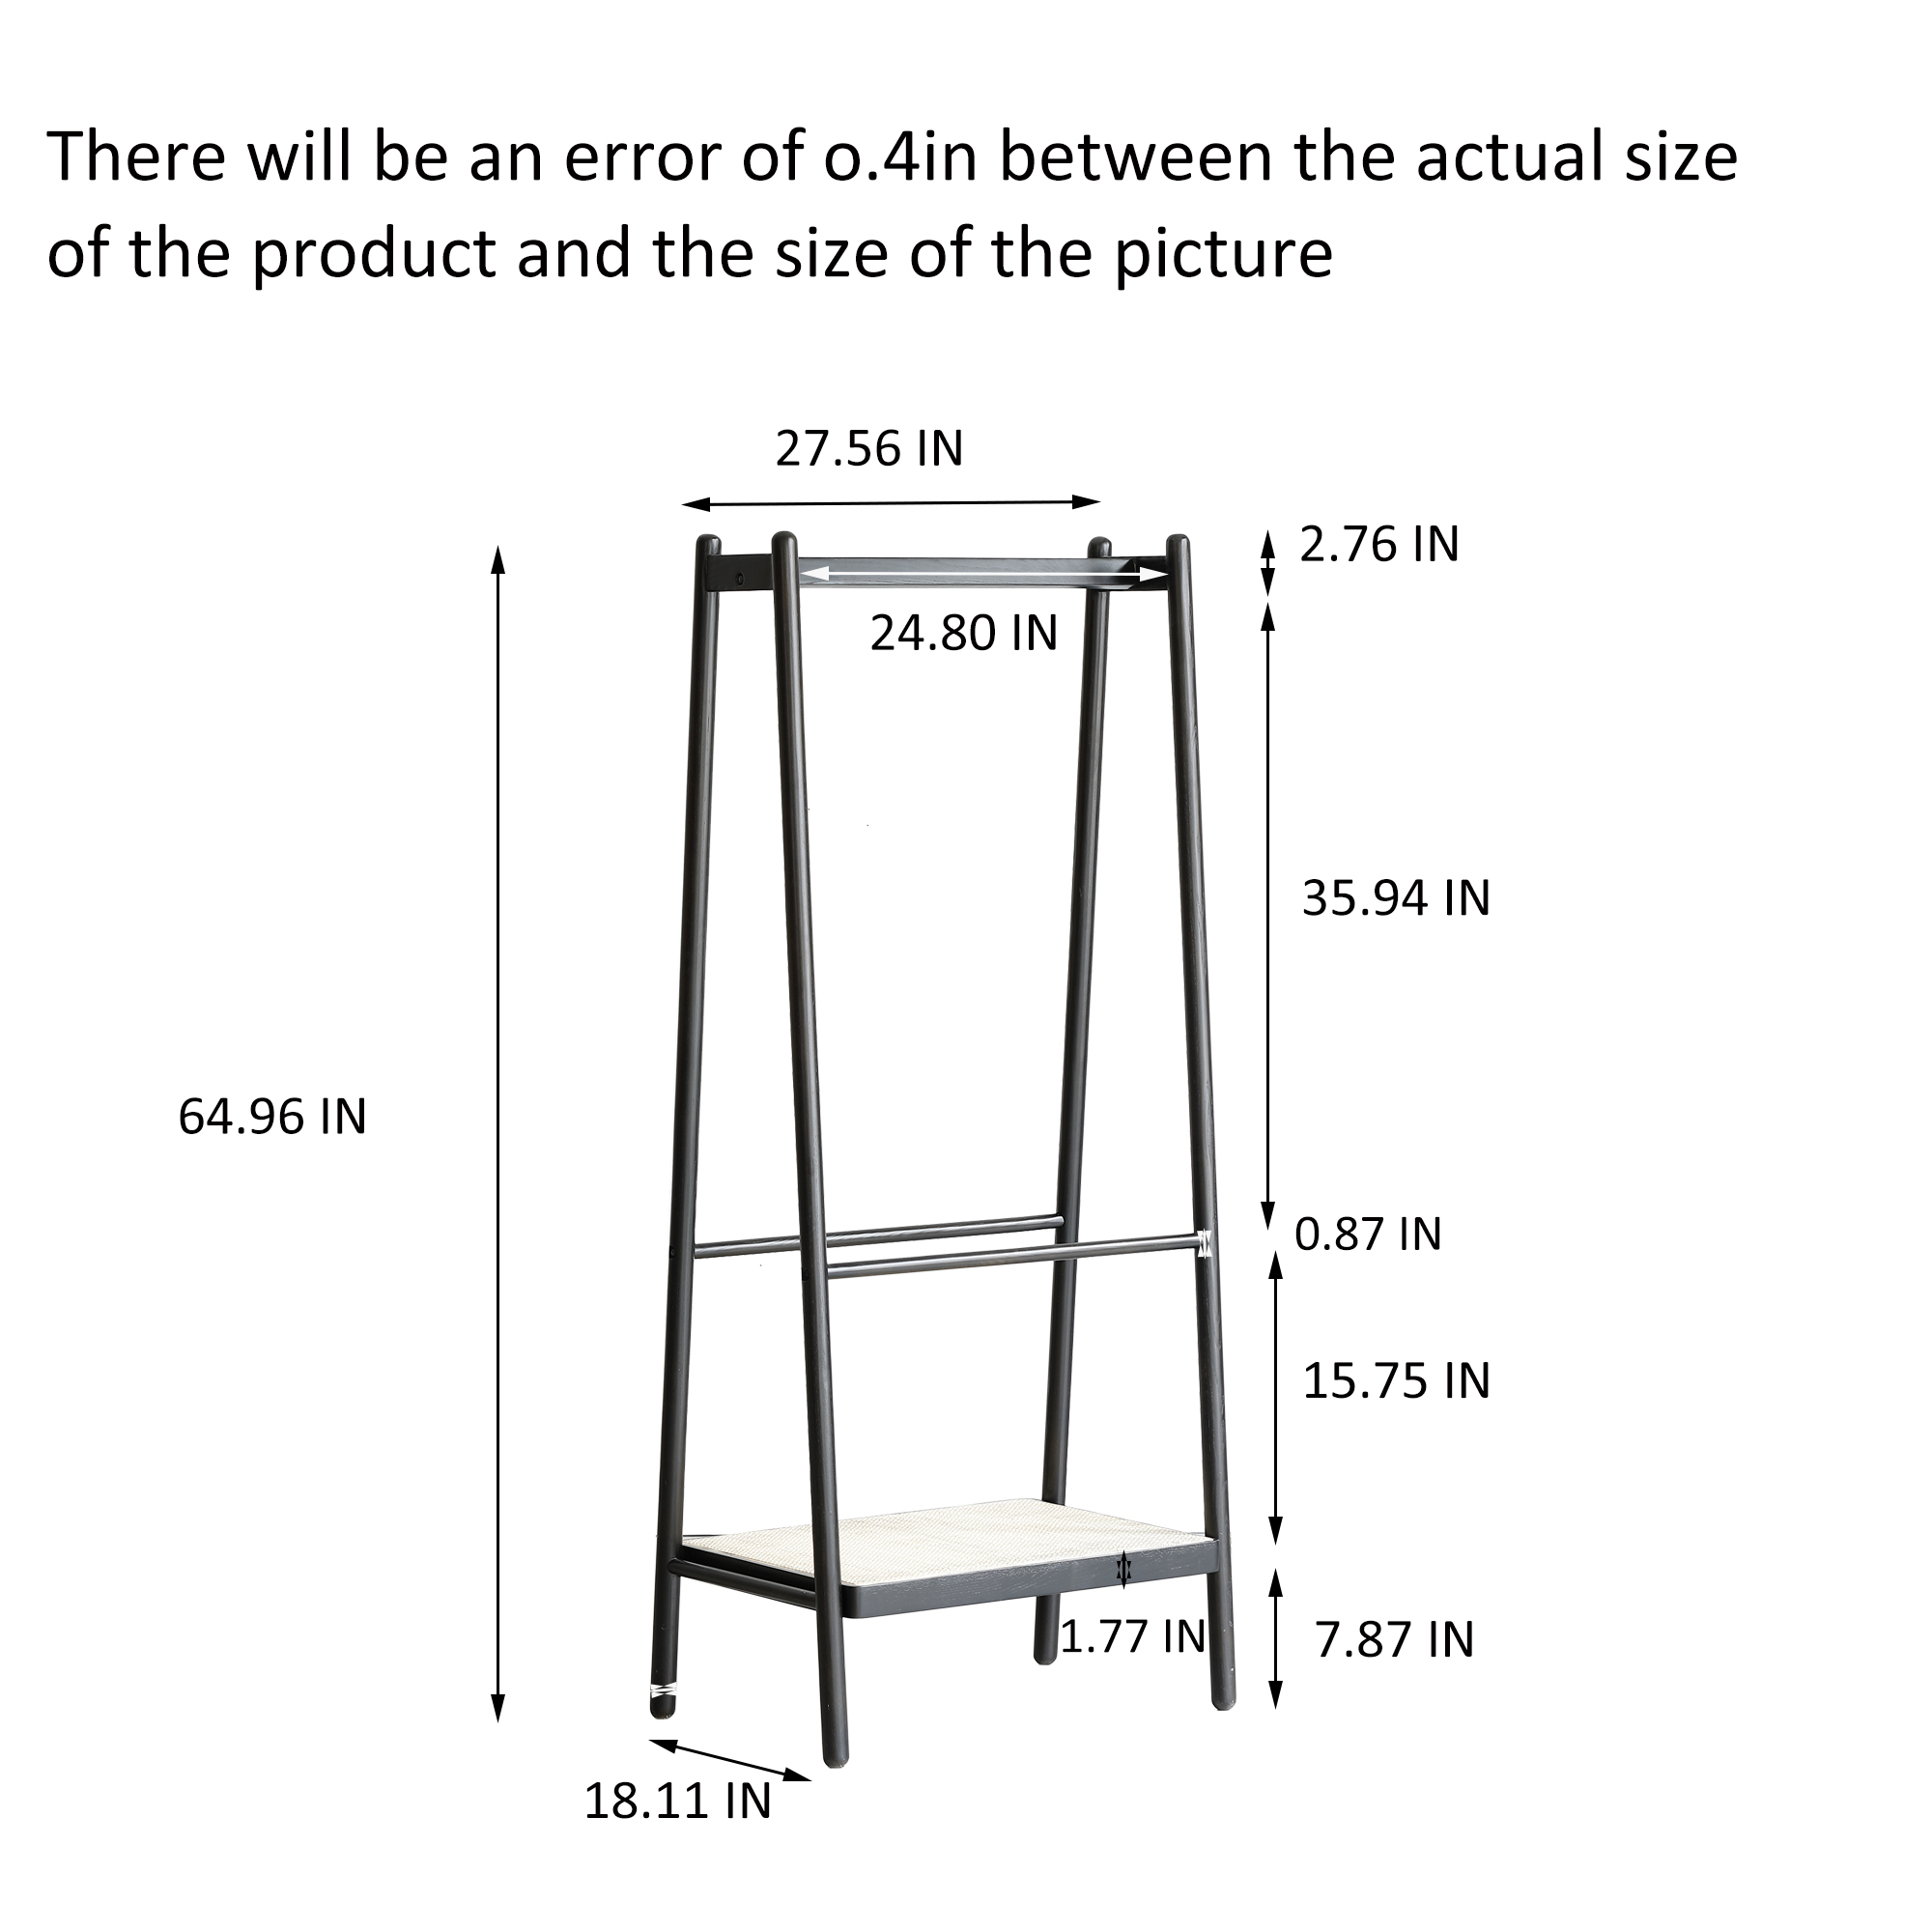 There will be an error of o.4in between the actual size
of the product and the size of the picture
27.56 IN
2.76 IN
24.80 IN
35.94 IN
64.96 IN
0.87 IN
15.75 IN
1.77 IN
7.87 IN
18.11 IN